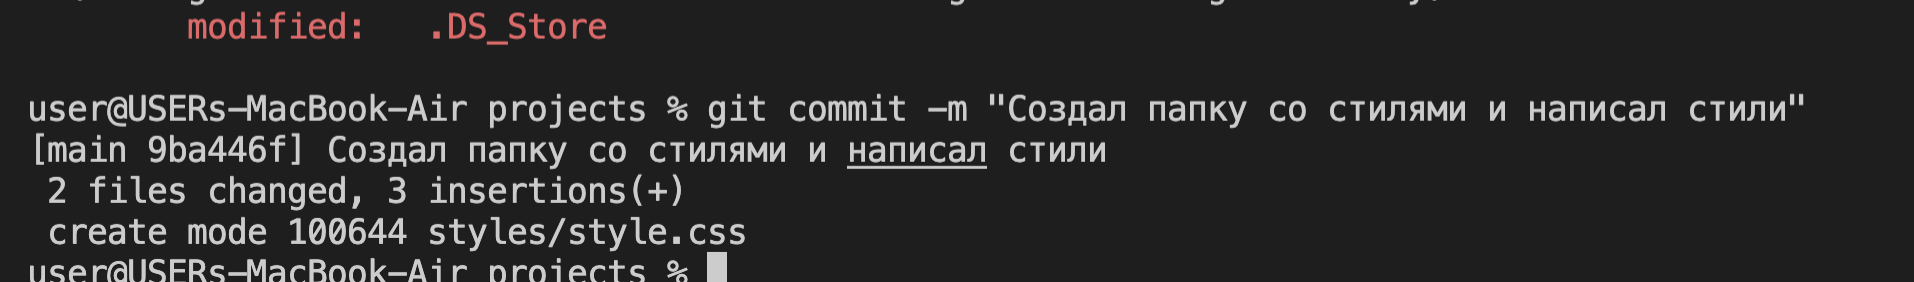 modified:   .DS_Store
user@USERs-MacBook-Air projects % git commit -m "Создал папку со стилями и написал стили"
[main 9ba446f] Создал папку со стилями и написал стили
 2 files changed, 3 insertions(+)
 create mode 100644 styles/style.css
user@USERs-MacBook-Air projects %